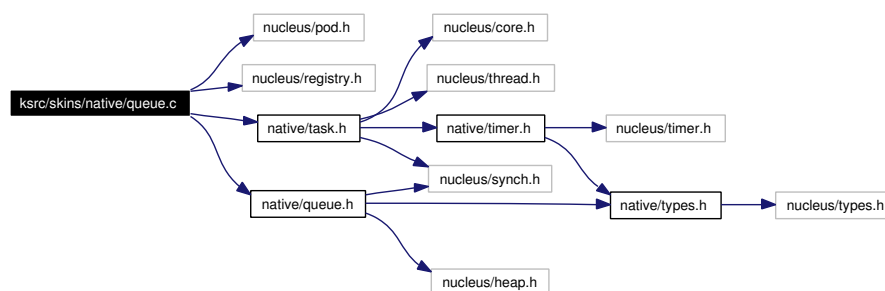 nucleus/pod.h
nucleus/core.h
nucleus/registry.h
nucleus/thread.h
ksrc/skins/native/queue.c
native/task.h
native/timer.h
nucleus/timer.h
nucleus/synch.h
native/queue.h
native/types.h
nucleus/types.h
nucleus/heap.h